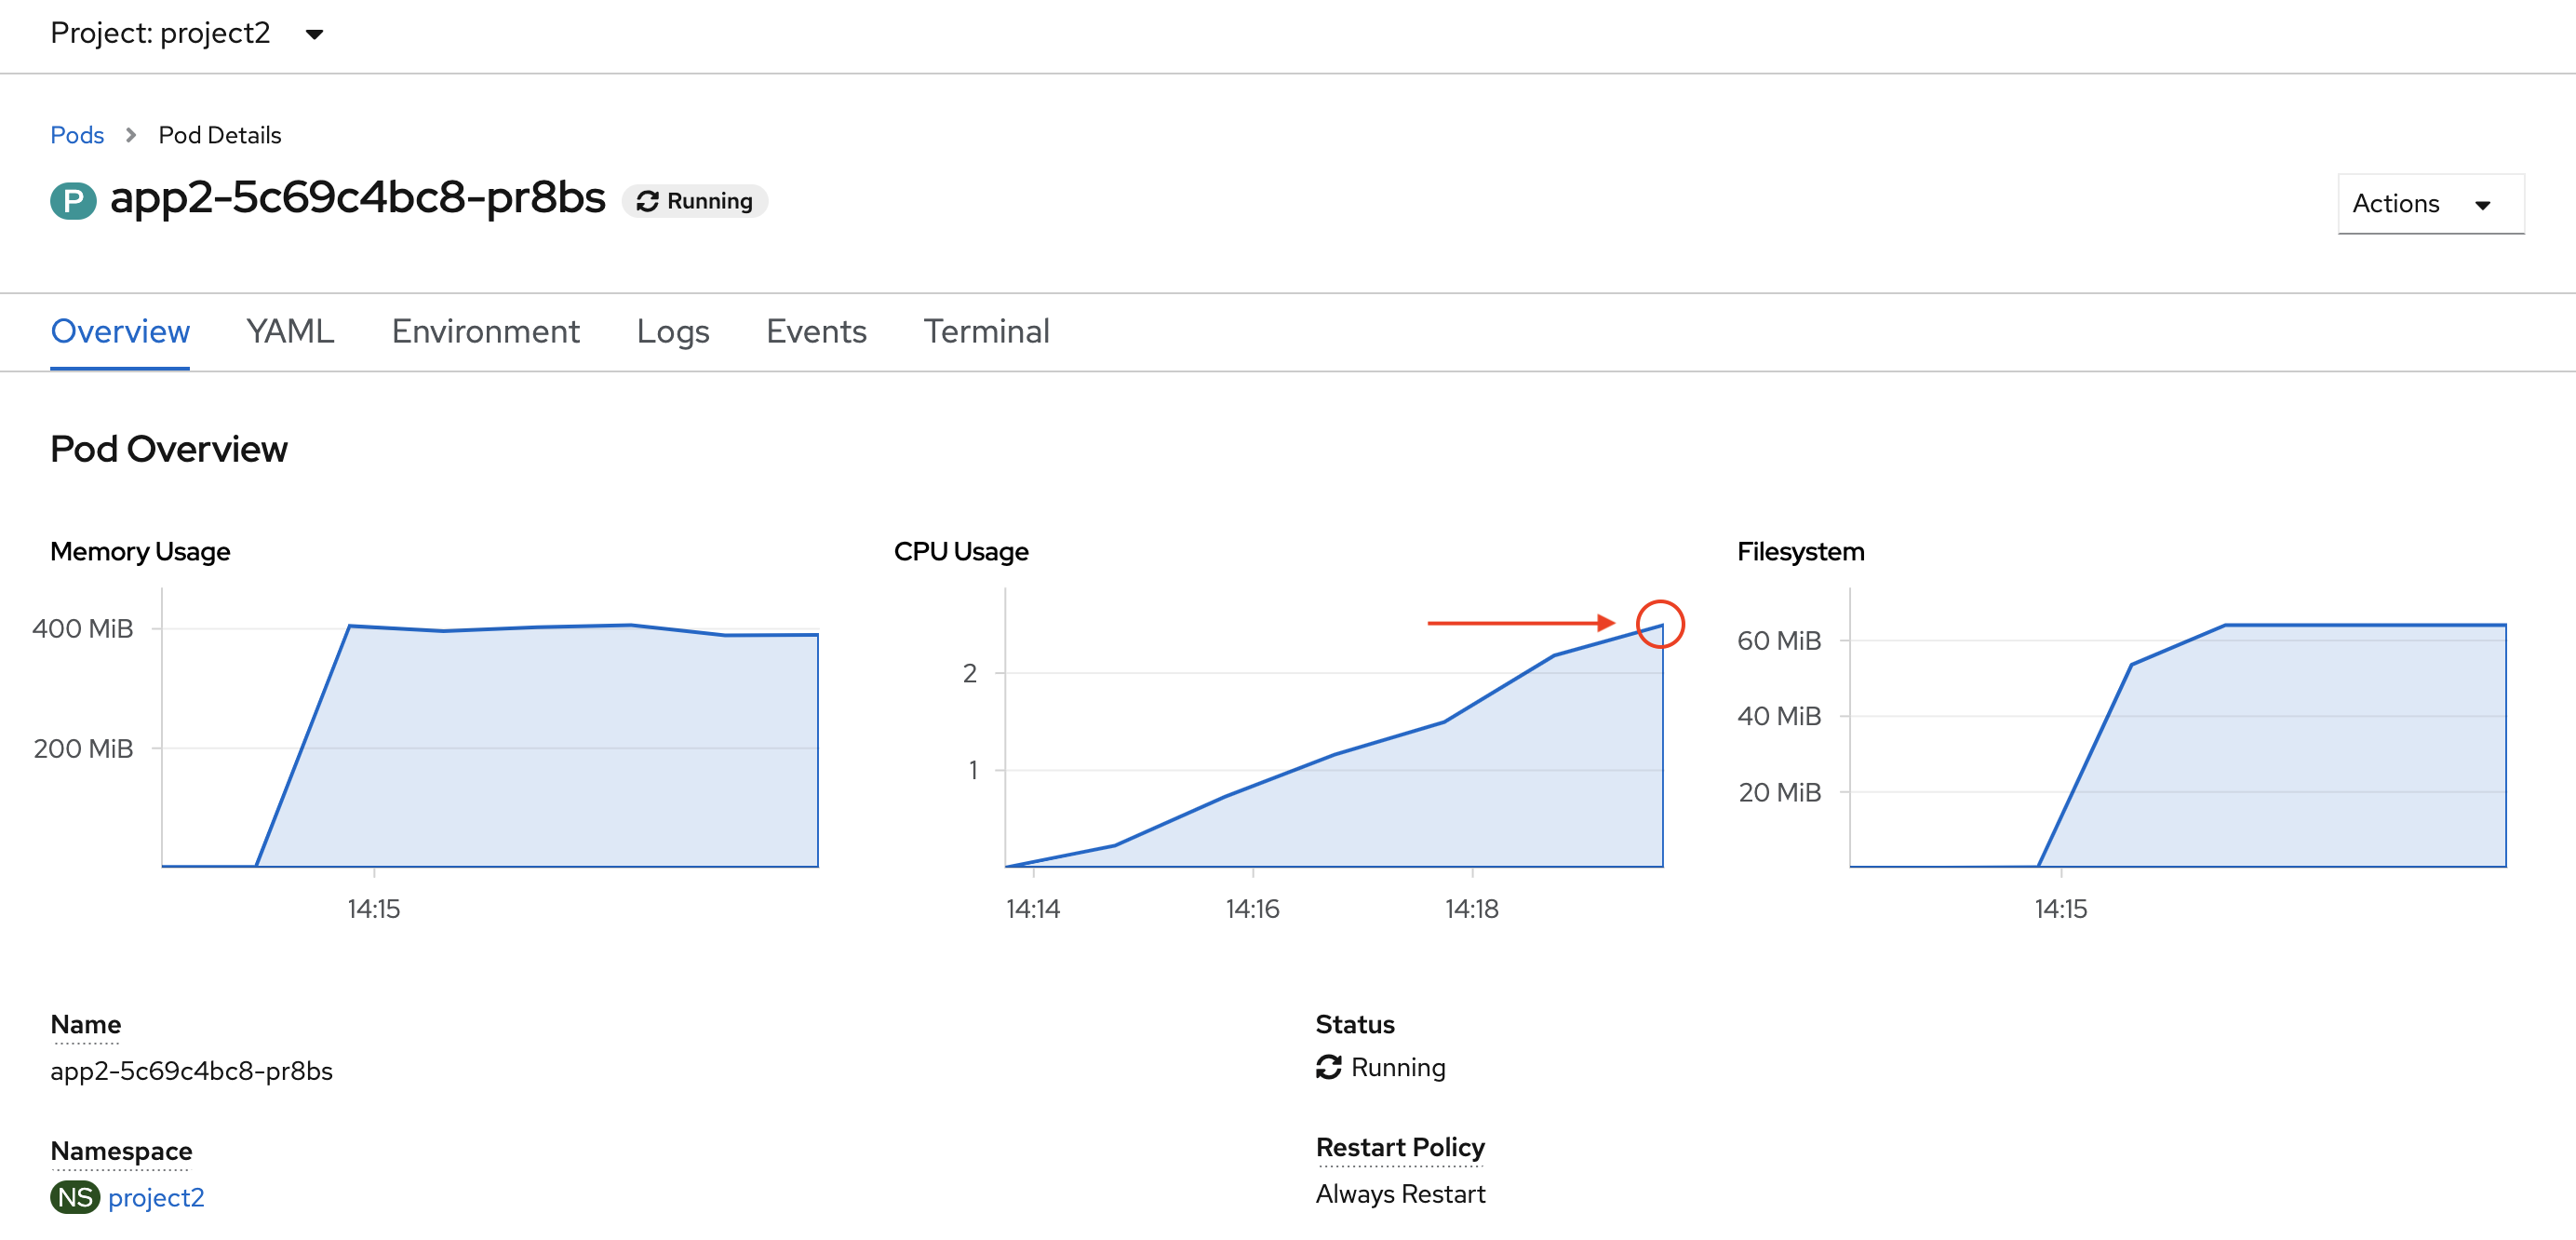 Project: project2
Pods > Pod Details
P app2-5c69c4bc8-pr8bs Running
Actions
Overview YAML Environment Logs Events Terminal
Pod Overview
Memory Usage
400 MiB
200 MiB
14:15
CPU Usage
2
1
14:14 14:16 14:18
Filesystem
60 MiB
40 MiB
20 MiB
14:15
Name
app2-5c69c4bc8-pr8bs
Namespace
NS project2
Status
Running
Restart Policy
Always Restart